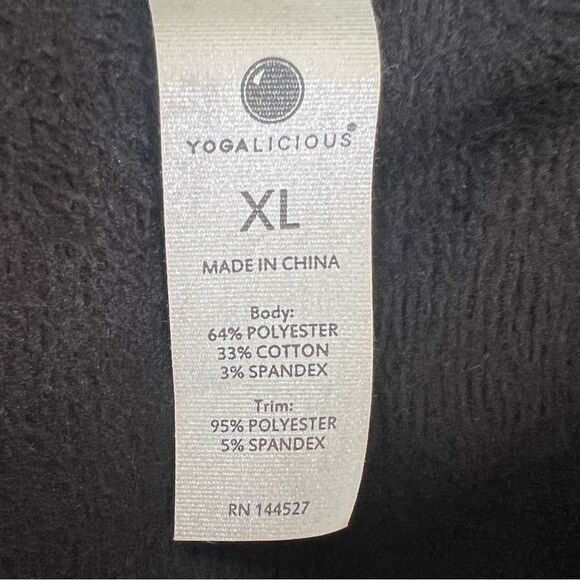 YOGALICIOUS®
XL
MADE IN CHINA
Body:
64% POLYESTER
33% COTTON
3% SPANDEX
Trim:
95% POLYESTER
5% SPANDEX
RN 144527